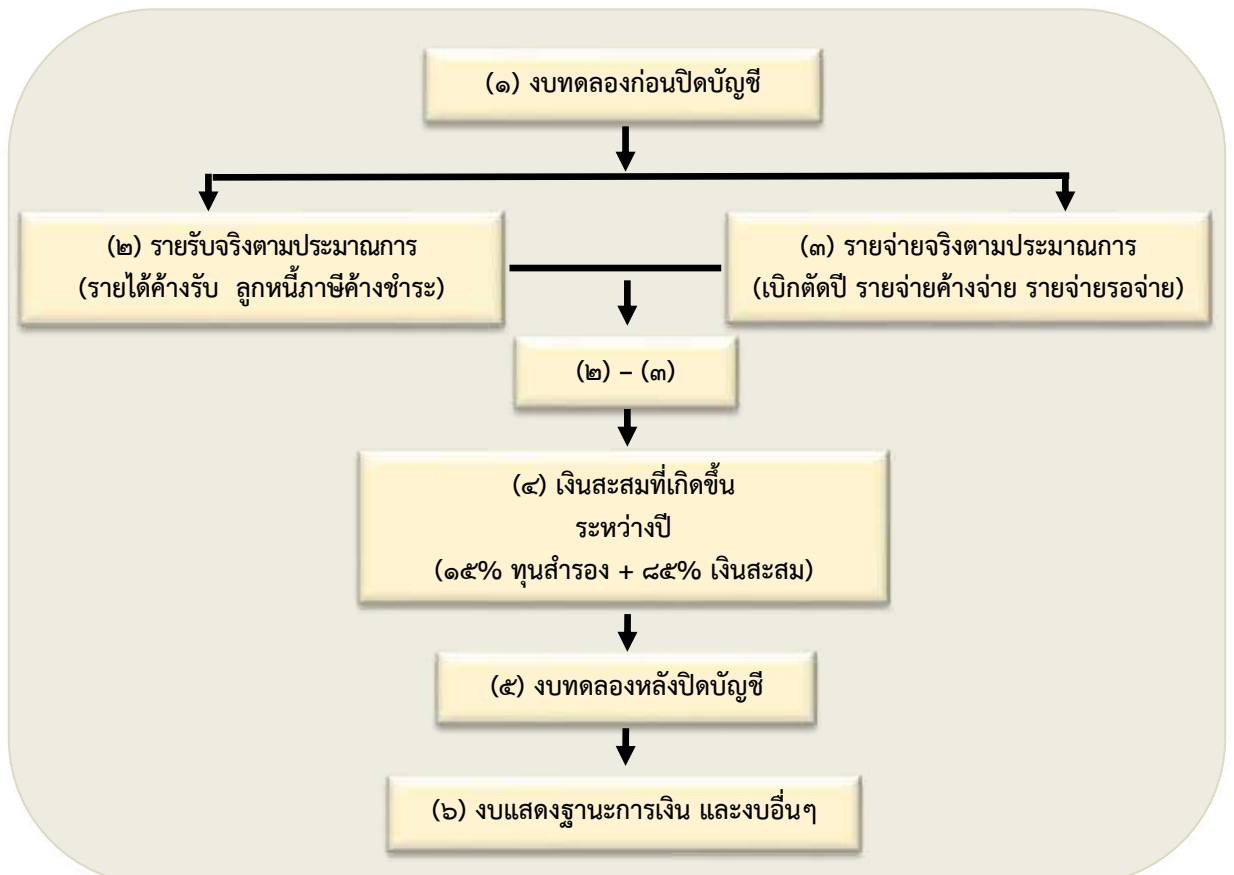 (๑) งบทดลองก่อนปิดบัญชี
(๒) รายรับจริงตามประมาณการ
(รายได้ค้างรับ ลูกหนี้ภาษีค้างชำระ)
(๓) รายจ่ายจริงตามประมาณการ
(เบิกตัดปี รายจ่ายค้างจ่าย รายจ่ายรอจ่าย)
(๒) – (๓)
(๔) เงินสะสมที่เกิดขึ้น
ระหว่างปี
(๑๕% ทุนสำรอง + ๘๕% เงินสะสม)
(๕) งบทดลองหลังปิดบัญชี
(๖) งบแสดงฐานะการเงิน และงบอื่นๆ